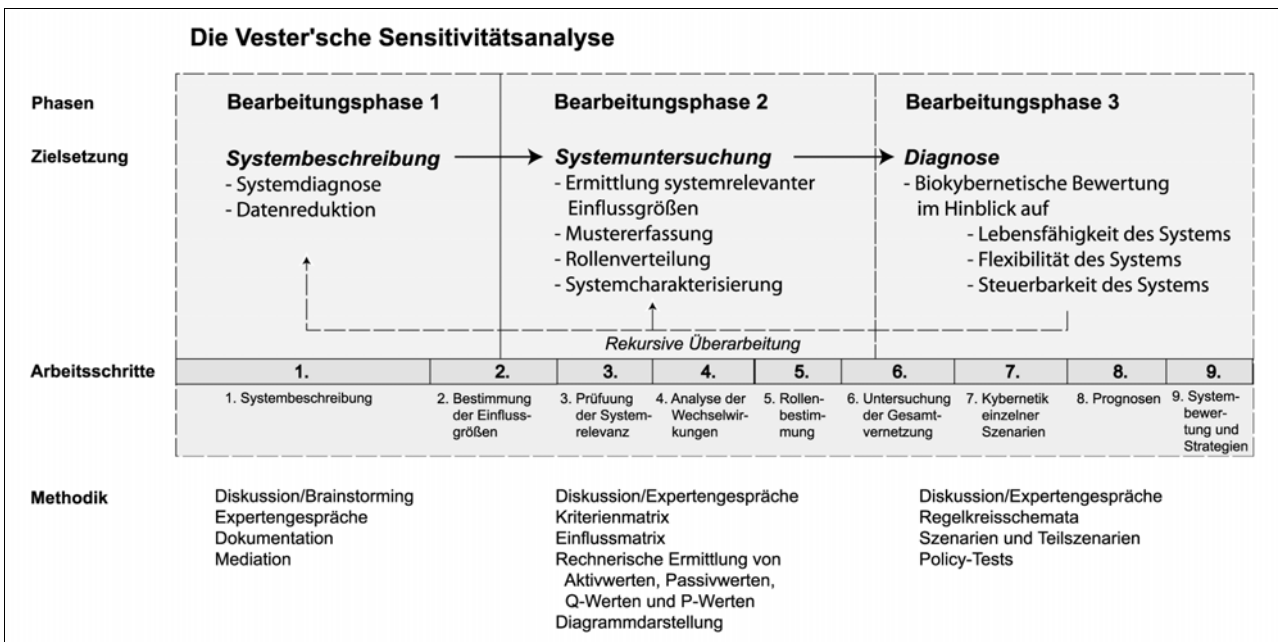 Die Vester'sche Sensitivitätsanalyse
Phasen
Bearbeitungsphase 1
Bearbeitungsphase 2
Bearbeitungsphase 3
Zielsetzung
Systembeschreibung
- Systemdiagnose
- Datenreduktion
Systemuntersuchung
- Ermittlung systemrelevanter
Einflussgrößen
- Mustererfassung
- Rollenverteilung
- Systemcharakterisierung
Diagnose
- Biokybernetische Bewertung
im Hinblick auf
- Lebensfähigkeit des Systems
- Flexibilität des Systems
- Steuerbarkeit des Systems
Rekursive Überarbeitung
Arbeitsschritte
1.
2.
3.
4.
5.
6.
7.
8.
9.
1. Systembeschreibung
2. Bestimmung
der Einfluss-
größen
3. Prüfuung
der System-
relevanz
4. Analyse der
Wechselwir-
kungen
5. Rollen-
bestim-
mung
6. Untersuchung
der Gesamt-
vernetzung
7. Kybernetik
einzelner
Szenarien
8. Prognosen
9. System-
bewer-
tung und
Strategien
Methodik
Diskussion/Brainstorming
Expertengespräche
Dokumentation
Mediation
Diskussion/Expertengespräche
Kriterienmatrix
Einflussmatrix
Rechnerische Ermittlung von
Aktivwerten, Passivwerten,
Q-Werten und P-Werten
Diagrammdarstellung
Diskussion/Expertengespräche
Regelkreisschemata
Szenarien und Teilszenarien
Policy-Tests